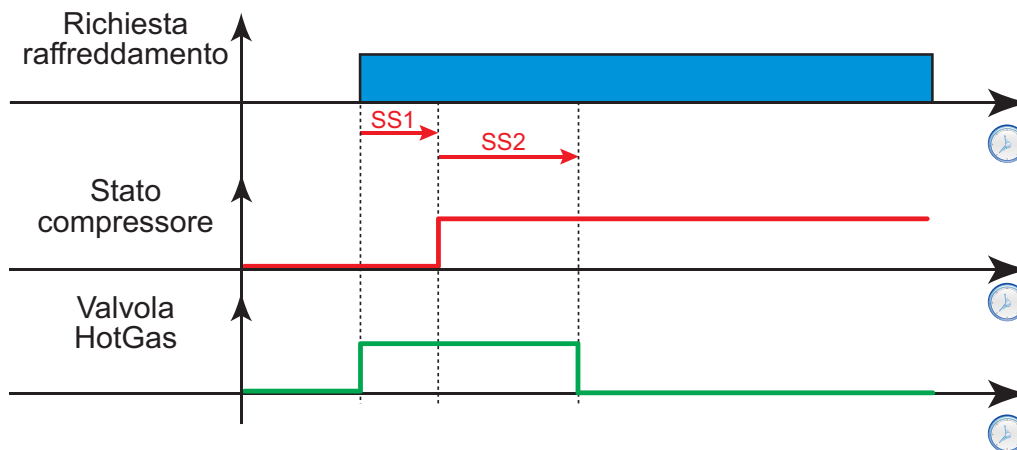 Richiesta
raffreddamento
SS1
SS2
Stato
compressore
Valvola
HotGas